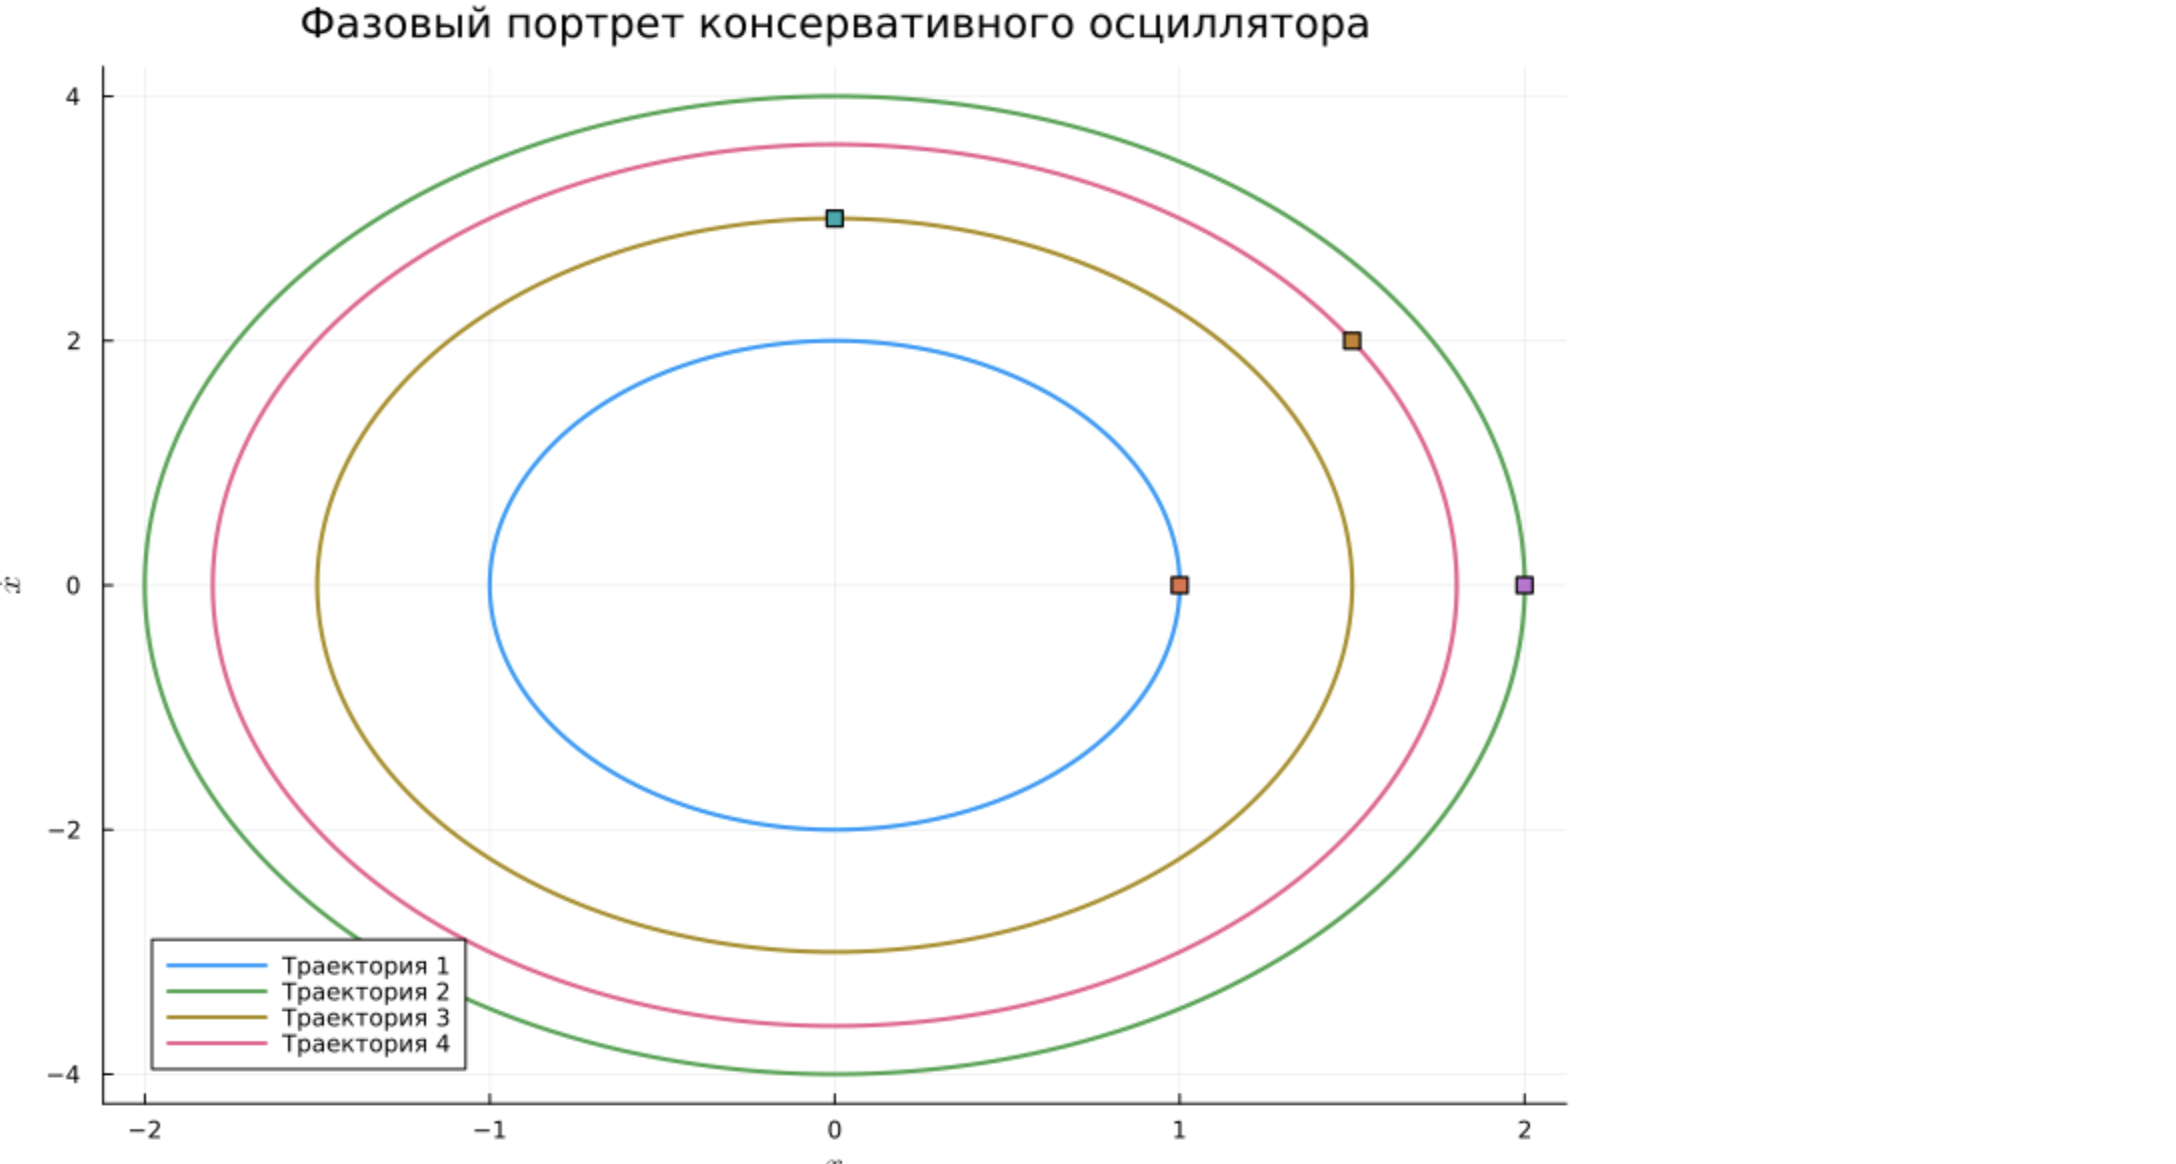 Фазовый портрет консервативного осциллятора
4
2
0
−2
−4
ẋ
Траектория 1
Траектория 2
Траектория 3
Траектория 4
−2 −1 0 1 2